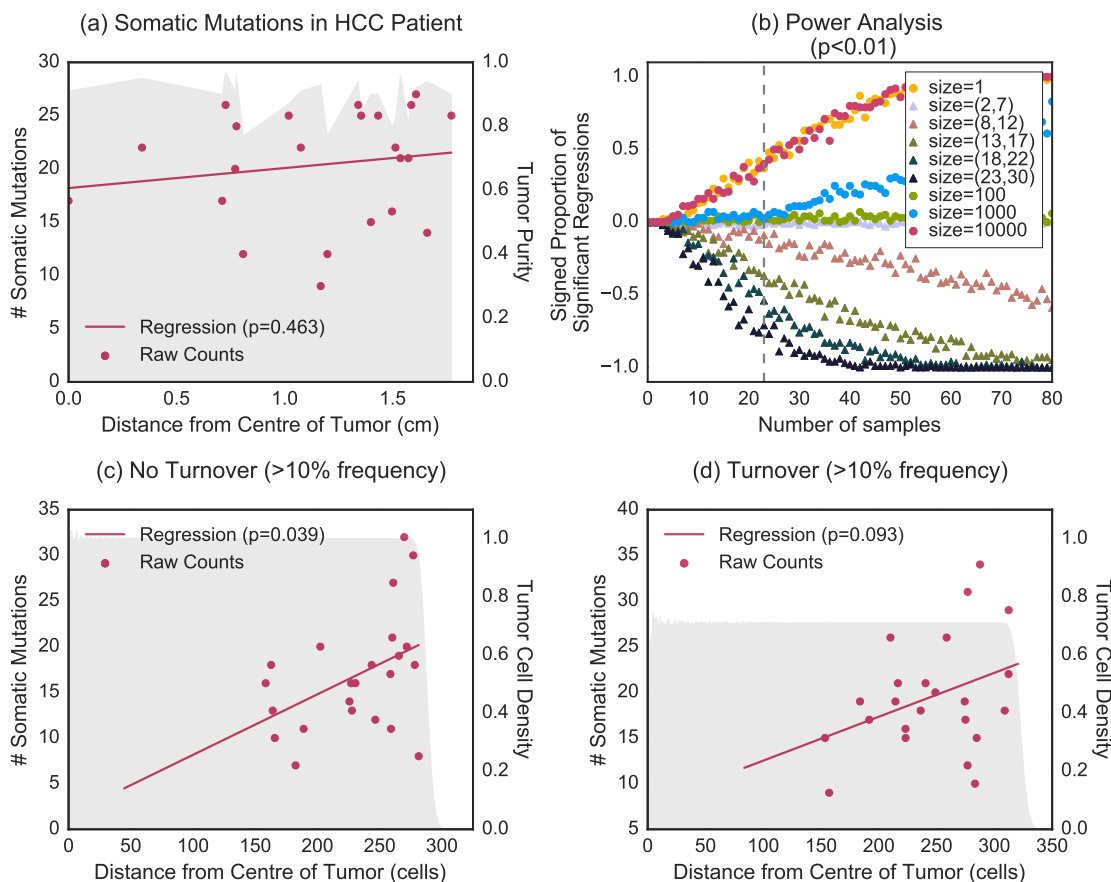 (a) Somatic Mutations in HCC Patient
30
25
20
15
10
5
0
# Somatic Mutations
1.0
0.8
0.6
0.4
0.2
0.0
Tumor Purity
Regression (p=0.463)
Raw Counts
0.0 0.5 1.0 1.5
Distance from Centre of Tumor (cm)
(b) Power Analysis
(p<0.01)
1.0
0.5
0.0
−0.5
−1.0
Signed Proportion of
Significant Regressions
size=1
size=(2,7)
size=(8,12)
size=(13,17)
size=(18,22)
size=(23,30)
size=100
size=1000
size=10000
0 10 20 30 40 50 60 70 80
Number of samples
(c) No Turnover (>10% frequency)
35
30
25
20
15
10
5
0
# Somatic Mutations
Regression (p=0.039)
Raw Counts
1.0
0.8
0.6
0.4
0.2
0.0
Tumor Cell Density
0 50 100 150 200 250 300
Distance from Centre of Tumor (cells)
(d) Turnover (>10% frequency)
40
35
30
25
20
15
10
5
# Somatic Mutations
Regression (p=0.093)
Raw Counts
1.0
0.8
0.6
0.4
0.2
0.0
Tumor Cell Density
0 50 100 150 200 250 300 350
Distance from Centre of Tumor (cells)